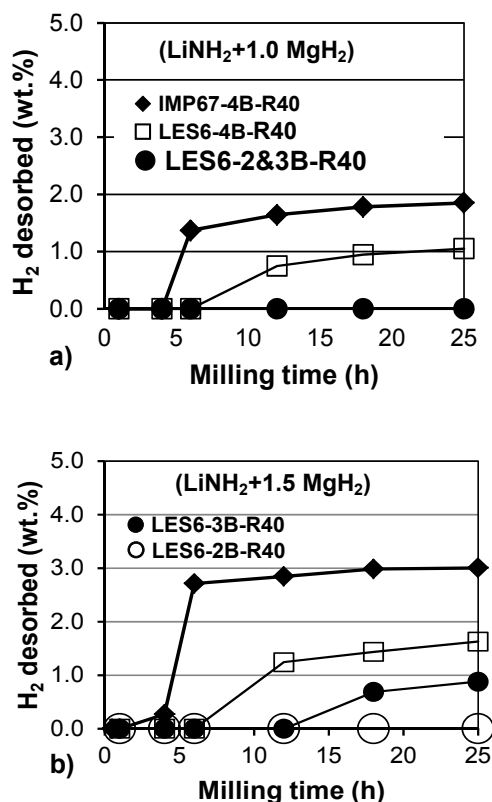 5.0
(LiNH₂+1.0 MgH₂)
4.0
IMP67-4B-R40
LES6-4B-R40
3.0
LES6-2&3B-R40
2.0
1.0
0.0
H₂ desorbed (wt.%)
0 5 10 15 20 25
a)
Milling time (h)
5.0
(LiNH₂+1.5 MgH₂)
4.0
LES6-3B-R40
LES6-2B-R40
3.0
2.0
1.0
0.0
H₂ desorbed (wt.%)
0 5 10 15 20 25
b)
Milling time (h)